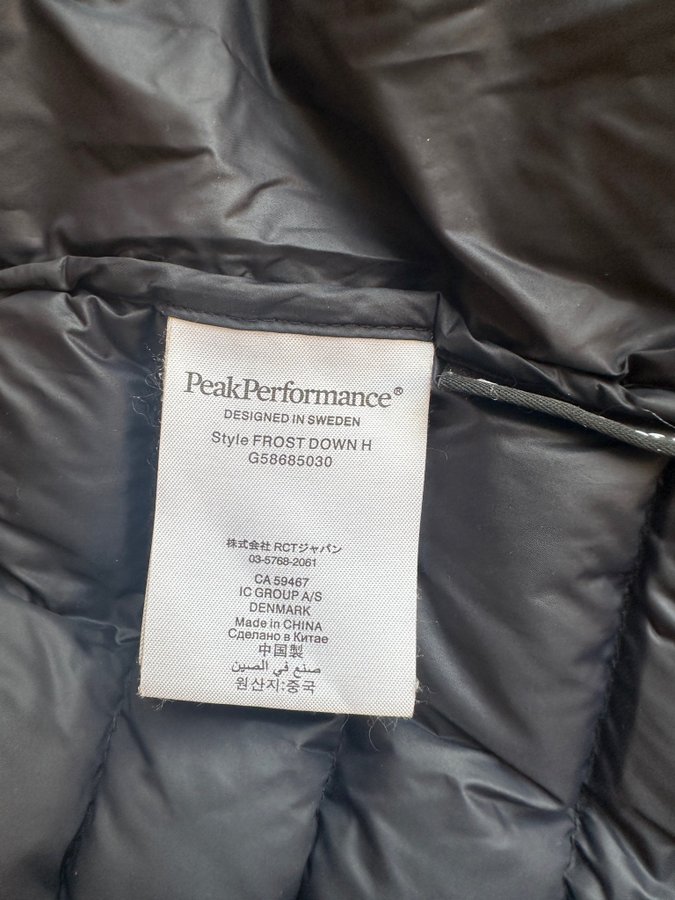 PeakPerformance®
DESIGNED IN SWEDEN
Style FROST DOWN H
G58685030
株式会社 RCTジャパン
03-5768-2061
CA 59467
IC GROUP A/S
DENMARK
Made in CHINA
Сделано в Китае
中国製
صنع في الصين
원산지:중국